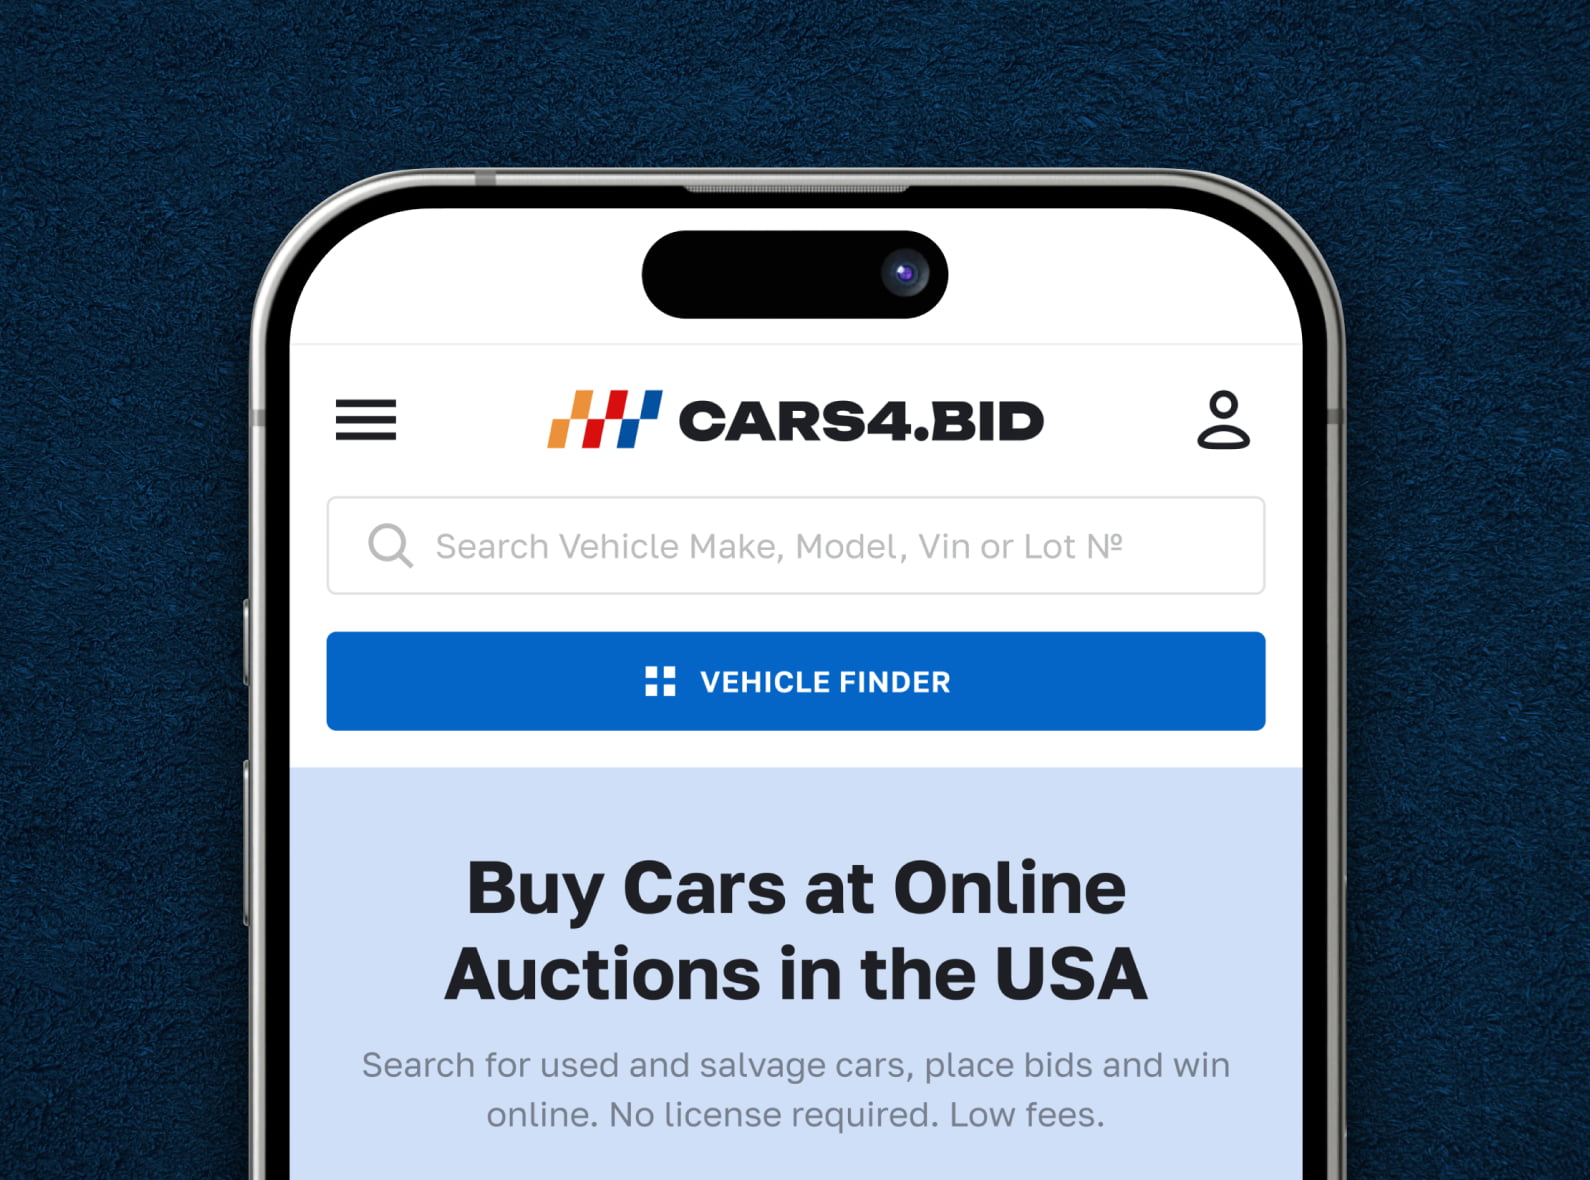 CARS4.BID
Search Vehicle Make, Model, Vin or Lot Nº
VEHICLE FINDER
Buy Cars at Online
Auctions in the USA
Search for used and salvage cars, place bids and win
online. No license required. Low fees.